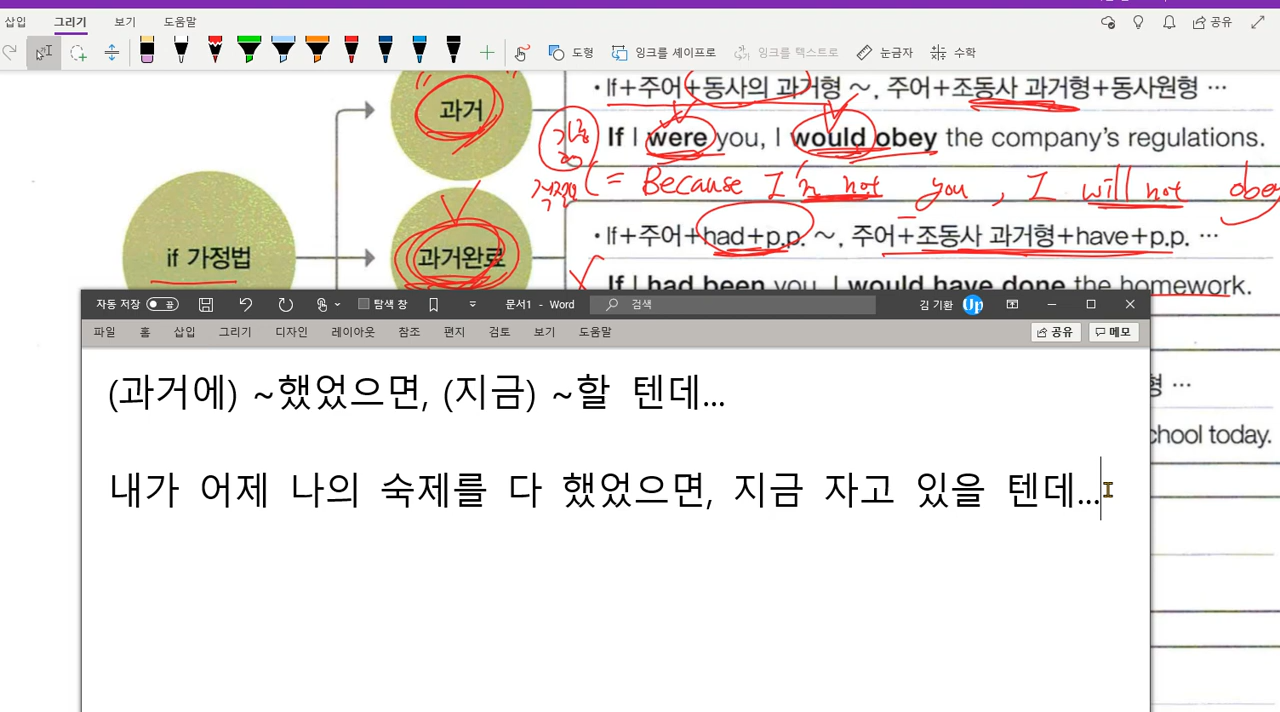 삽입 그리기 보기 도움말 공유
도형 잉크를 셰이프로 잉크를 텍스트로 눈금자 수학
과거
• If+주어+동사의 과거형 ~, 주어+조동사 과거형+동사원형 …
If I were you, I would obey the company's regulations.
= Because I'm not you, I will not obey
if 가정법
과거완료
• If+주어+had+p.p. ~, 주어+조동사 과거형+have+p.p. …
If I had been you, I would have done the homework.
자동 저장 탐색 창 문서1 - Word 검색 김 기환
파일 홈 삽입 그리기 디자인 레이아웃 참조 편지 검토 보기 도움말 공유 메모
(과거에) ~했었으면, (지금) ~할 텐데...
형 …
school today.
내가 어제 나의 숙제를 다 했었으면, 지금 자고 있을 텐데...